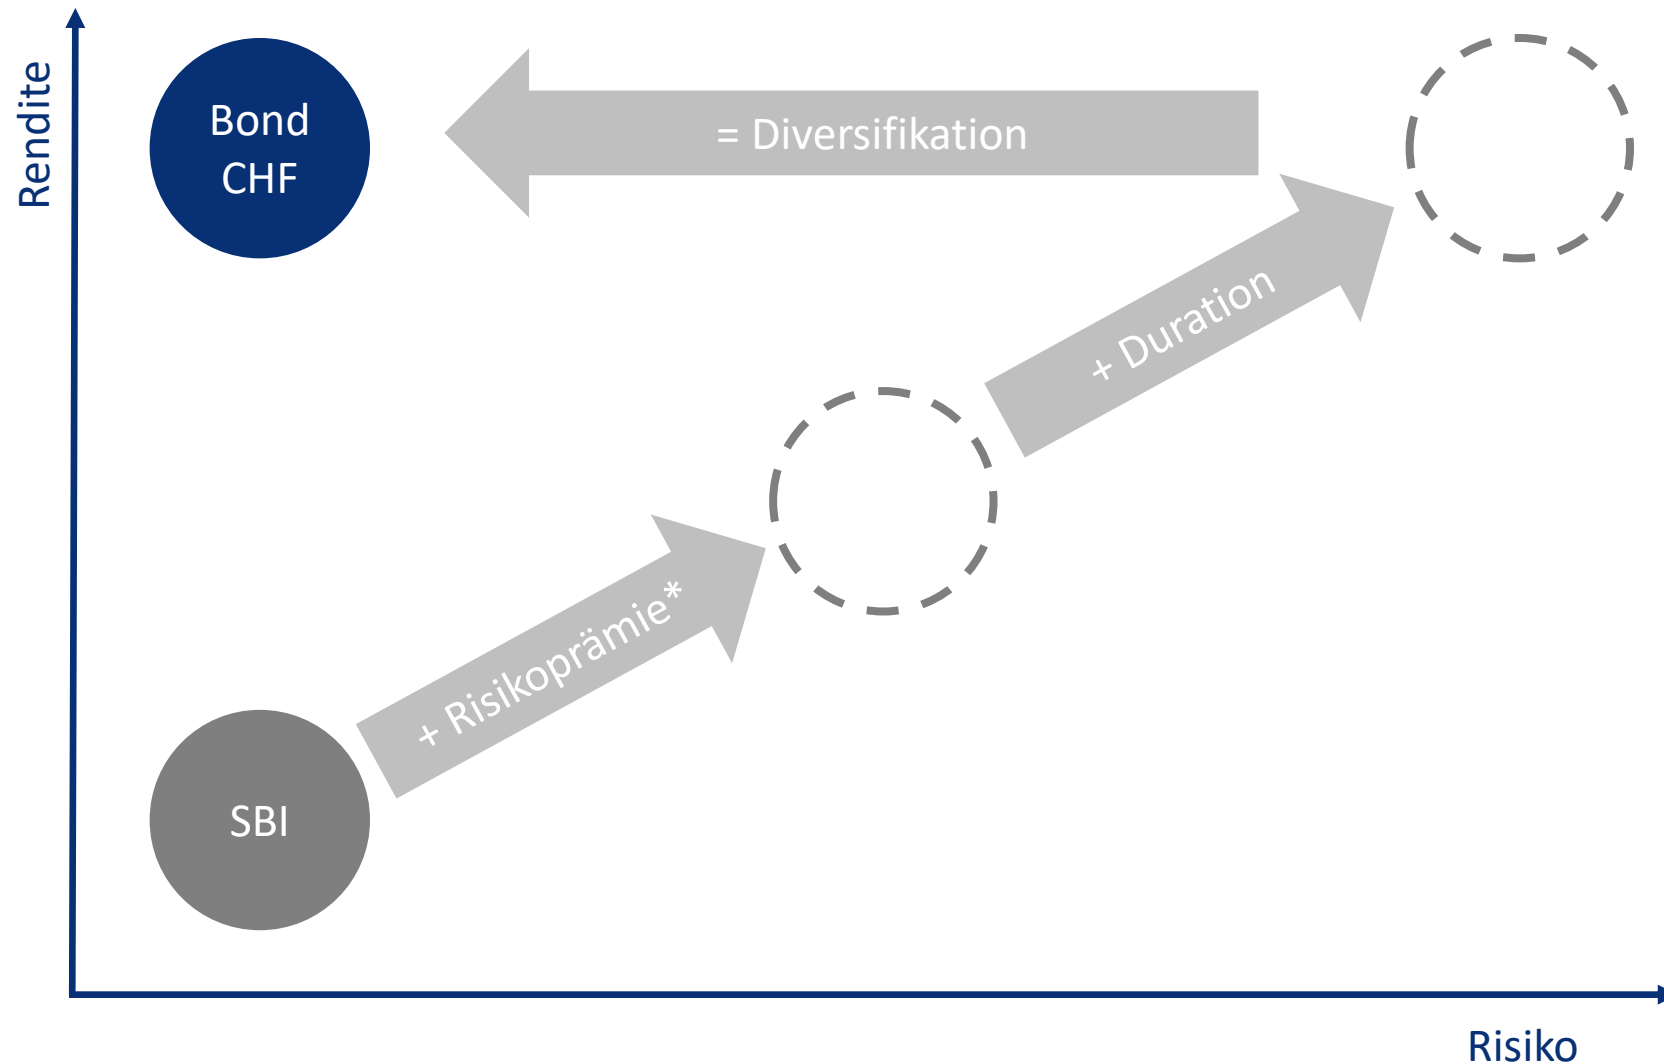 Rendite
Bond
CHF
= Diversifikation
+ Duration
+ Risikoprämie*
SBI
Risiko